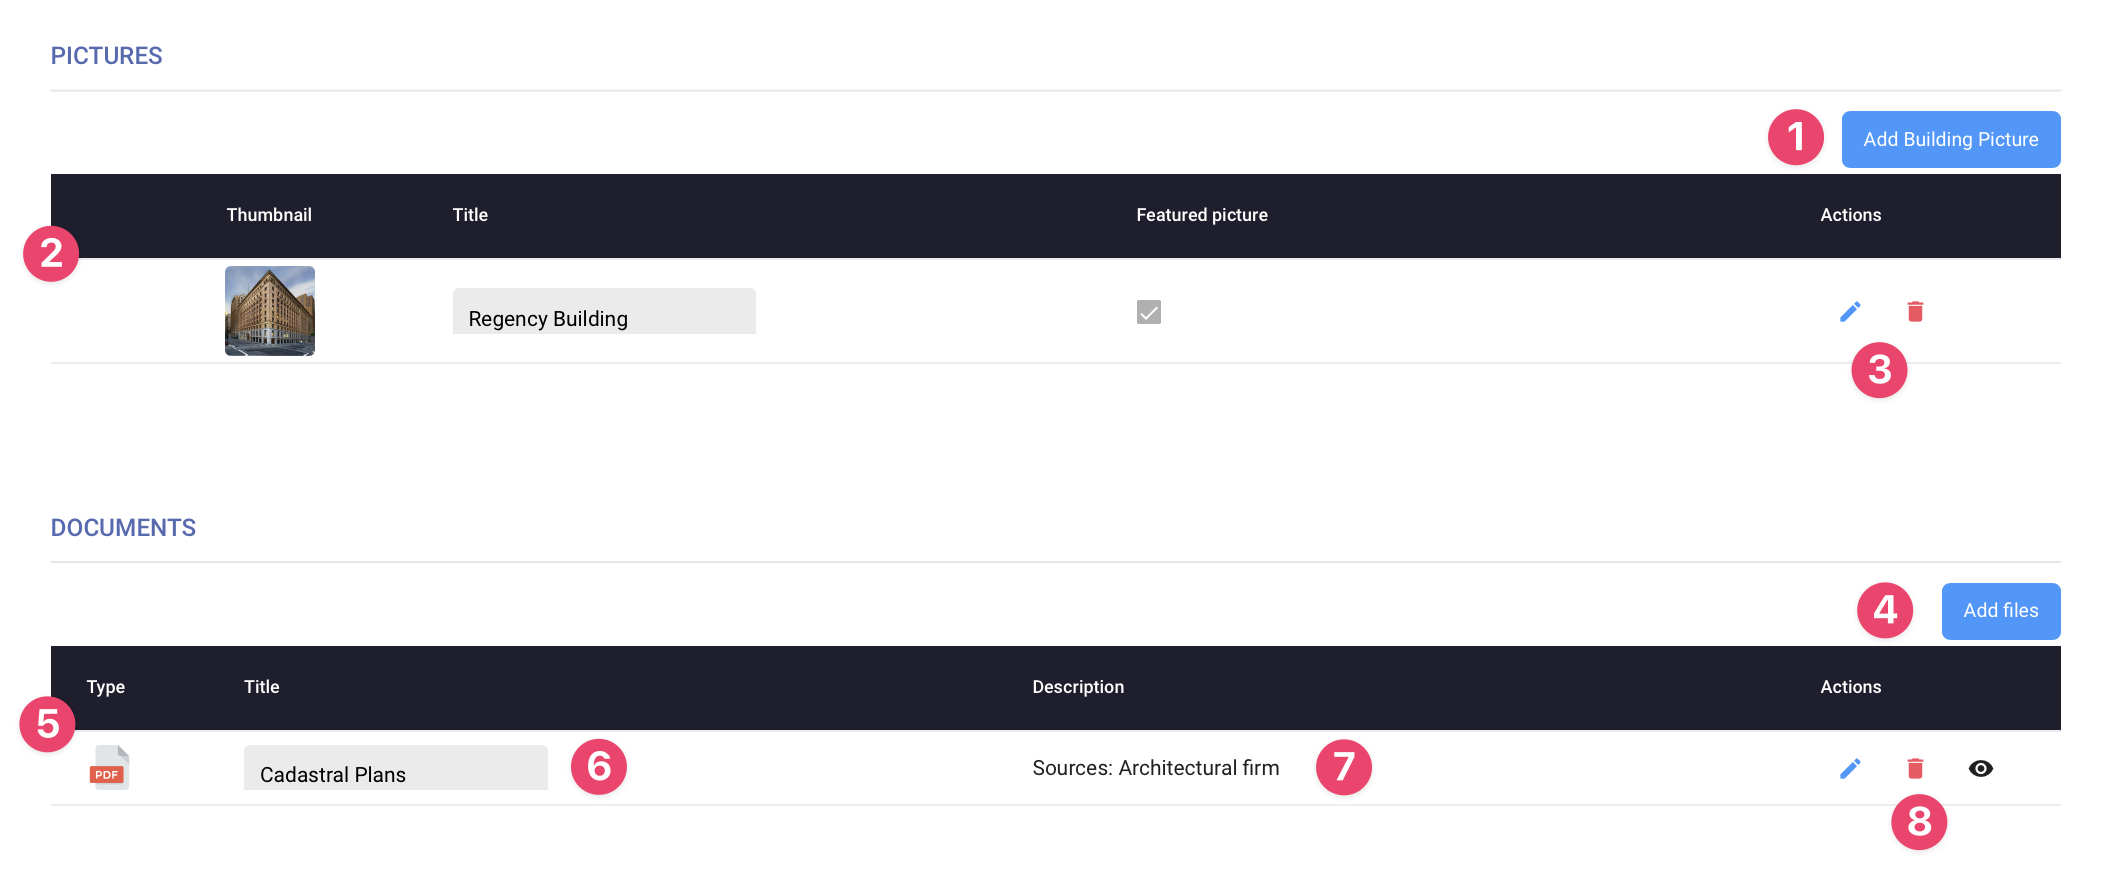 PICTURES
1 Add Building Picture
Thumbnail Title Featured picture Actions
2
Regency Building
3
DOCUMENTS
4 Add files
Type Title Description Actions
5
PDF Cadastral Plans 6 Sources: Architectural firm 7
8